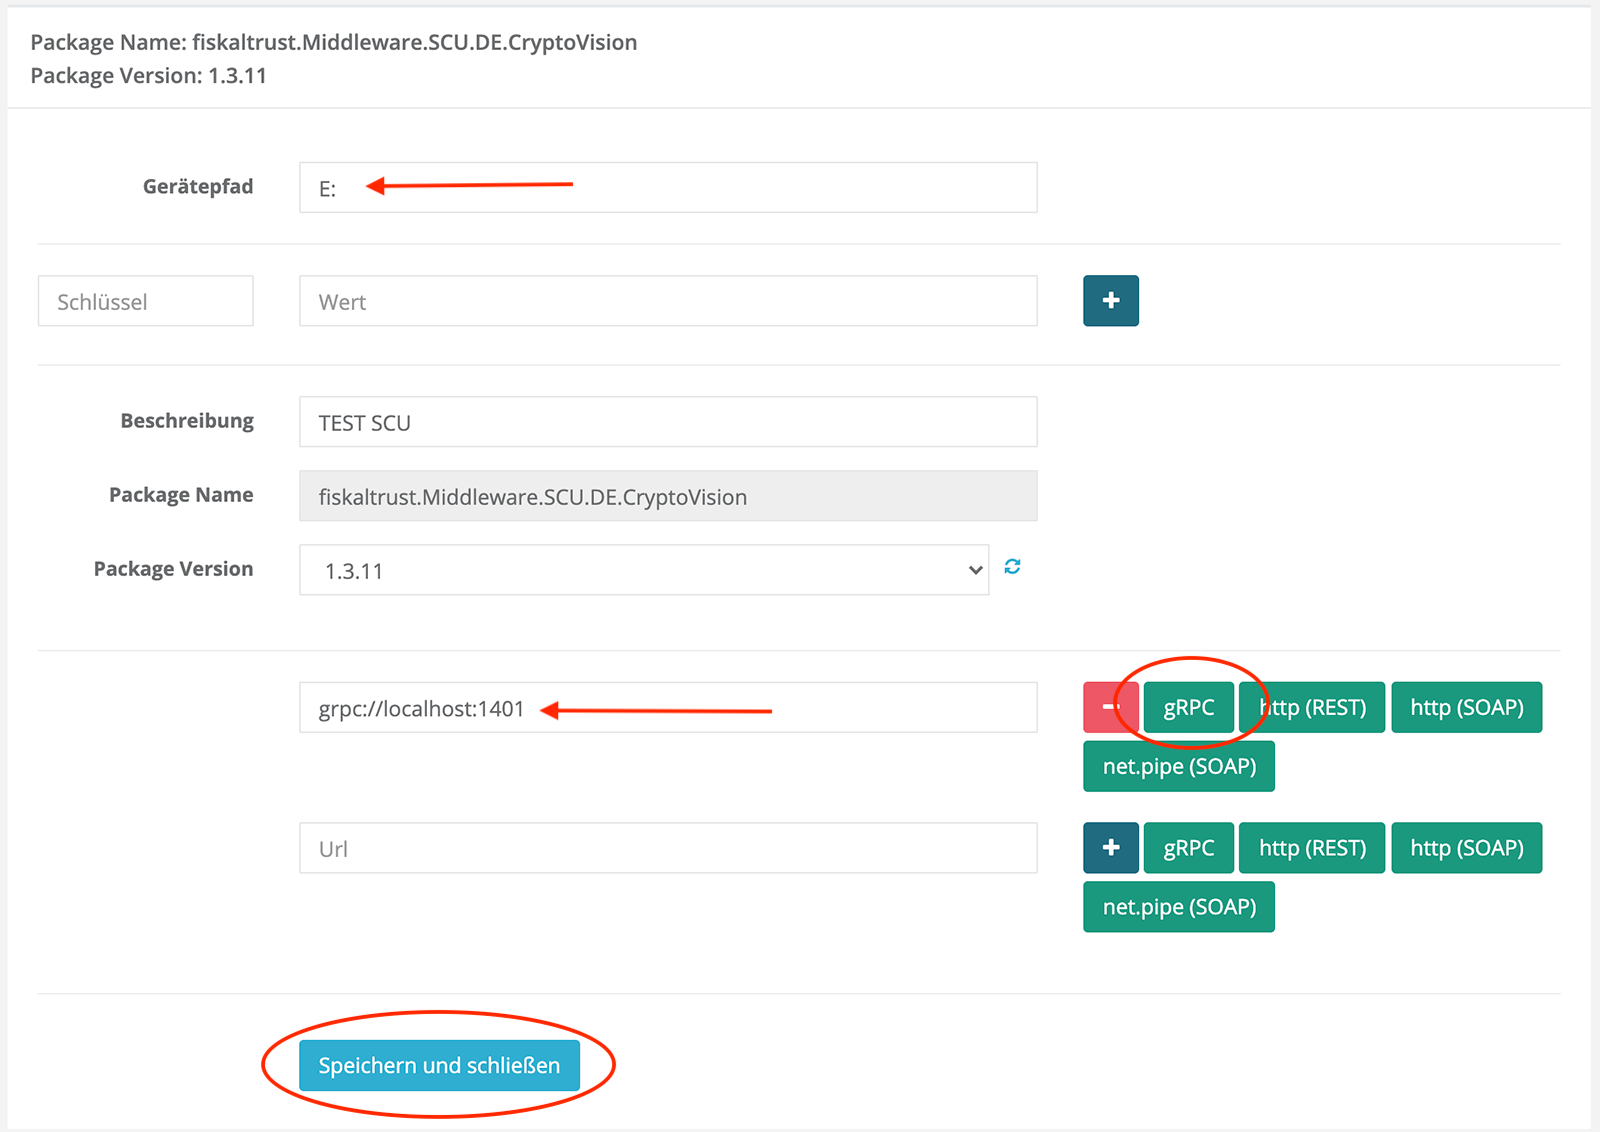 Package Name: fiskaltrust.Middleware.SCU.DE.CryptoVision
Package Version: 1.3.11
Gerätepfad E:
Schlüssel Wert +
Beschreibung TEST SCU
Package Name fiskaltrust.Middleware.SCU.DE.CryptoVision
Package Version 1.3.11
grpc://localhost:1401 − gRPC http (REST) http (SOAP)
net.pipe (SOAP)
Url + gRPC http (REST) http (SOAP)
net.pipe (SOAP)
Speichern und schließen